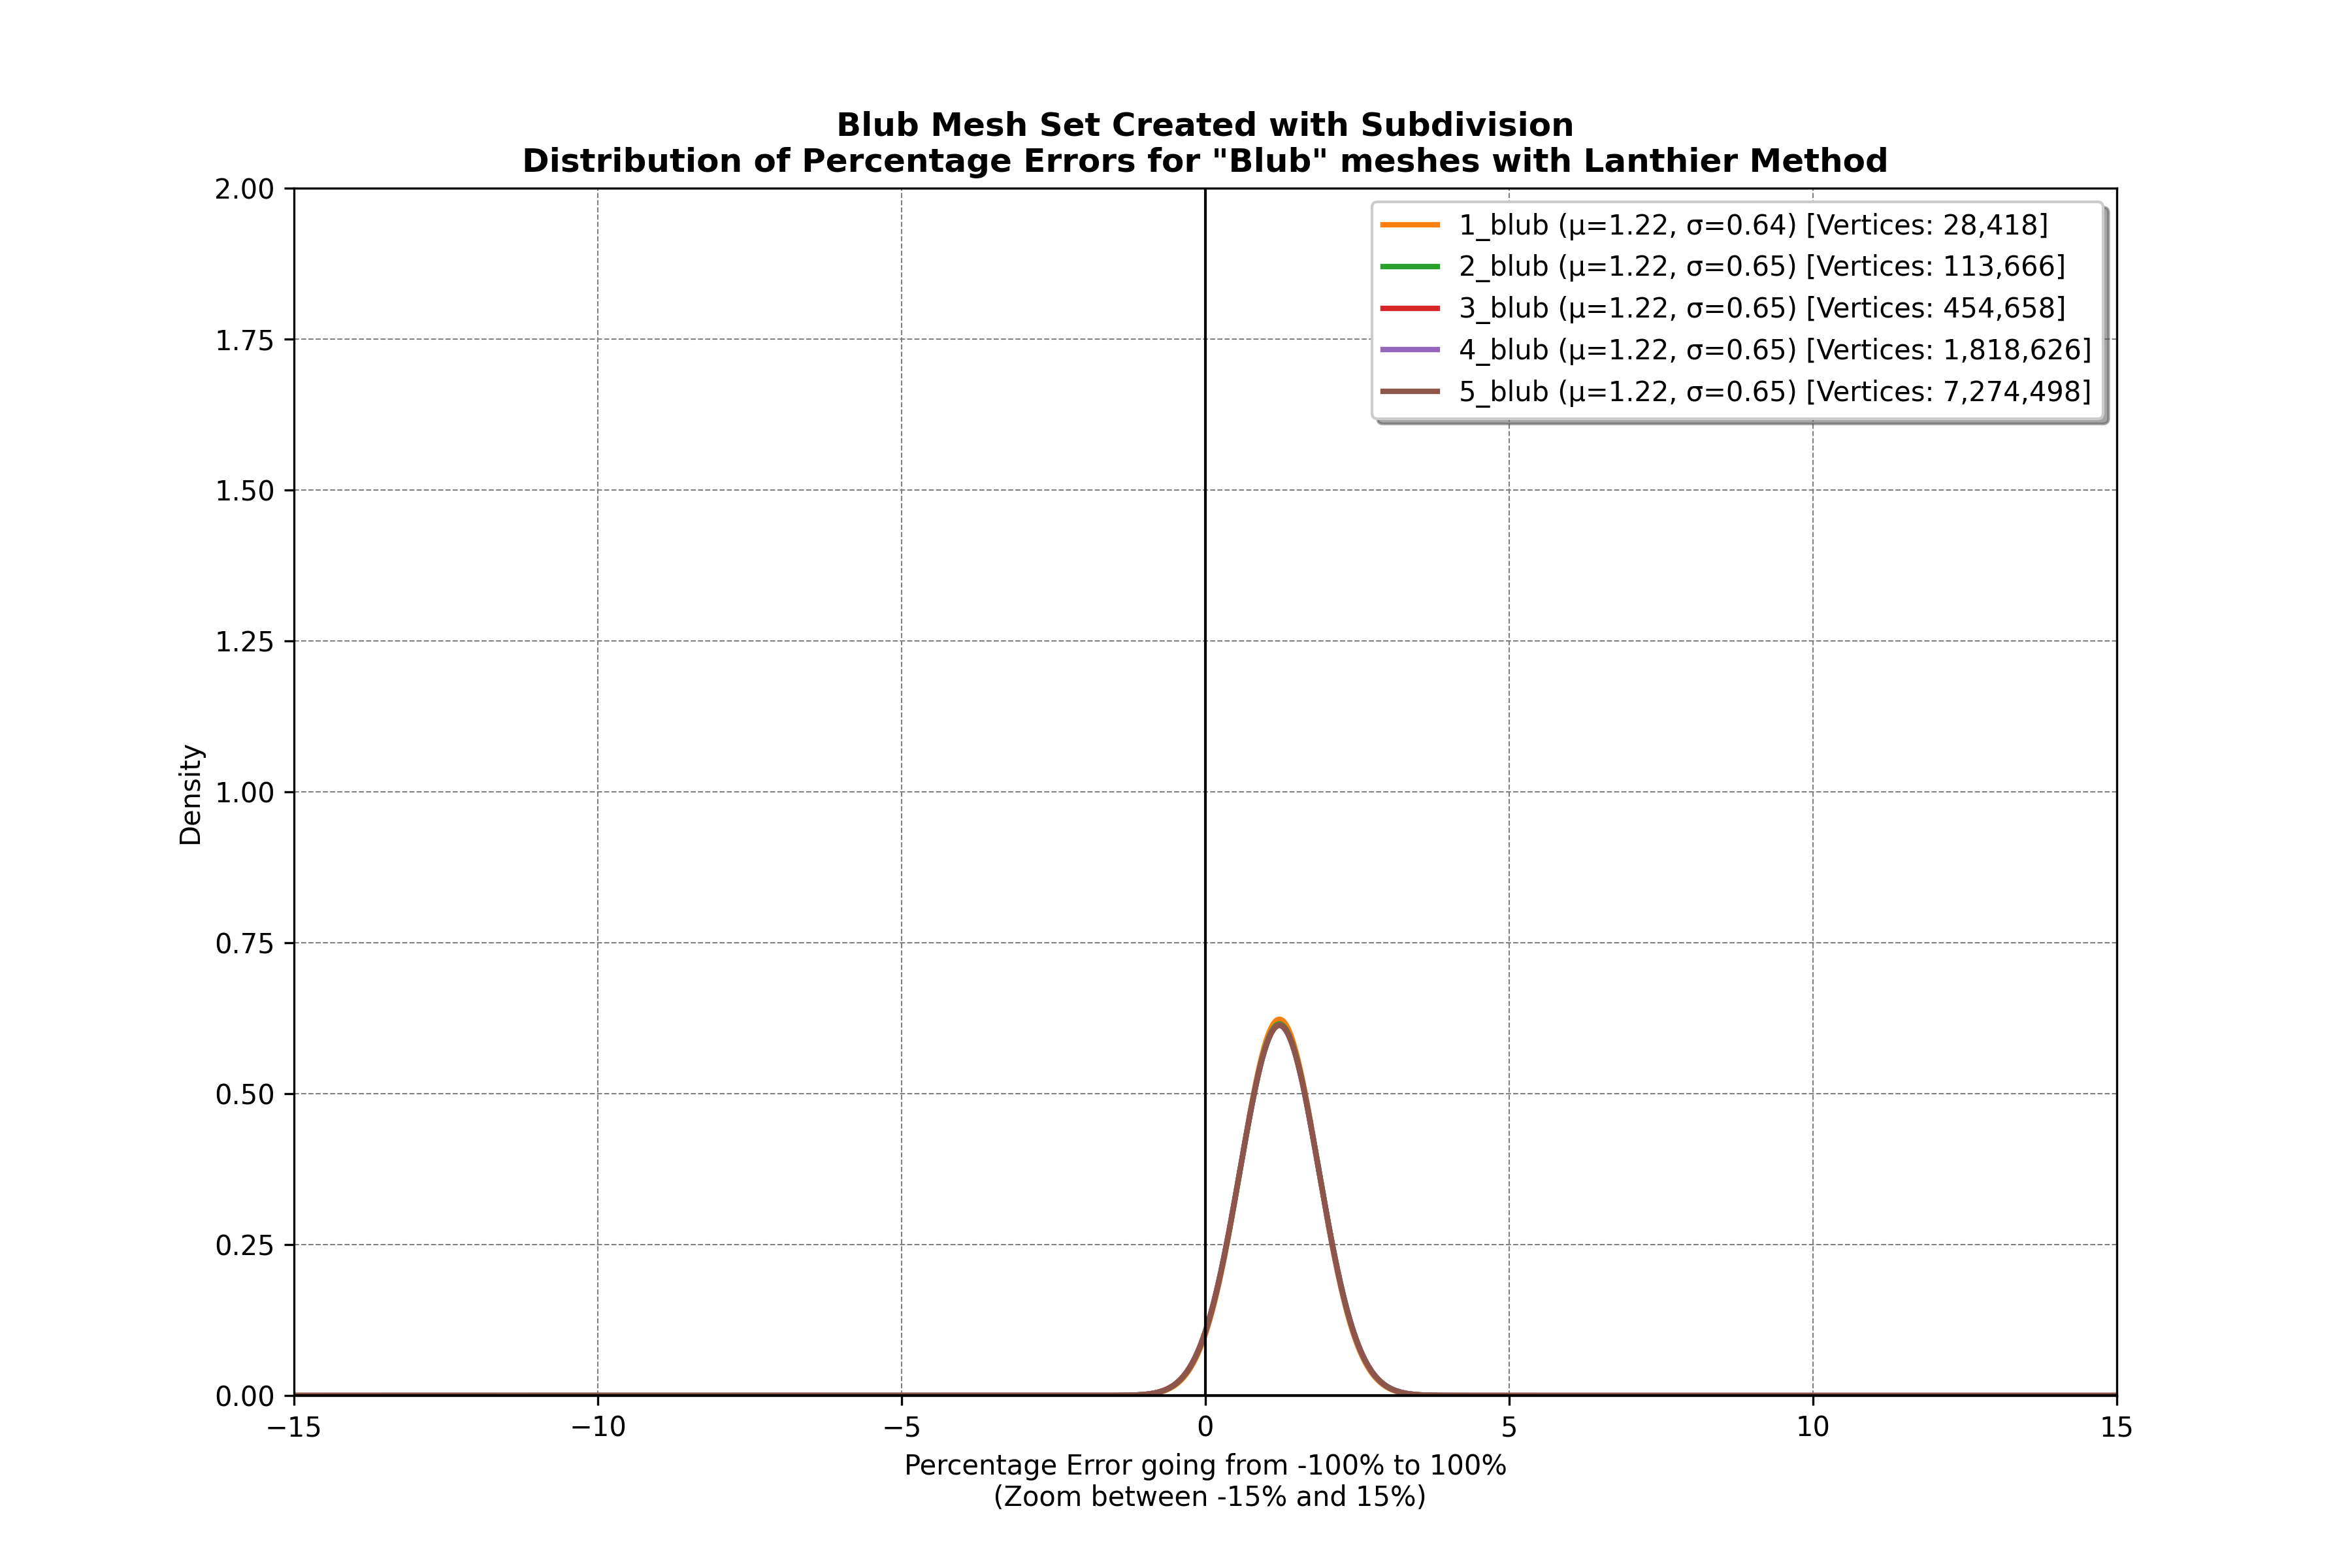 Blub Mesh Set Created with Subdivision
Distribution of Percentage Errors for "Blub" meshes with Lanthier Method
1_blub (μ=1.22, σ=0.64) [Vertices: 28,418]
2_blub (μ=1.22, σ=0.65) [Vertices: 113,666]
3_blub (μ=1.22, σ=0.65) [Vertices: 454,658]
4_blub (μ=1.22, σ=0.65) [Vertices: 1,818,626]
5_blub (μ=1.22, σ=0.65) [Vertices: 7,274,498]
Density
2.00
1.75
1.50
1.25
1.00
0.75
0.50
0.25
0.00
−15 −10 −5 0 5 10 15
Percentage Error going from -100% to 100%
(Zoom between -15% and 15%)